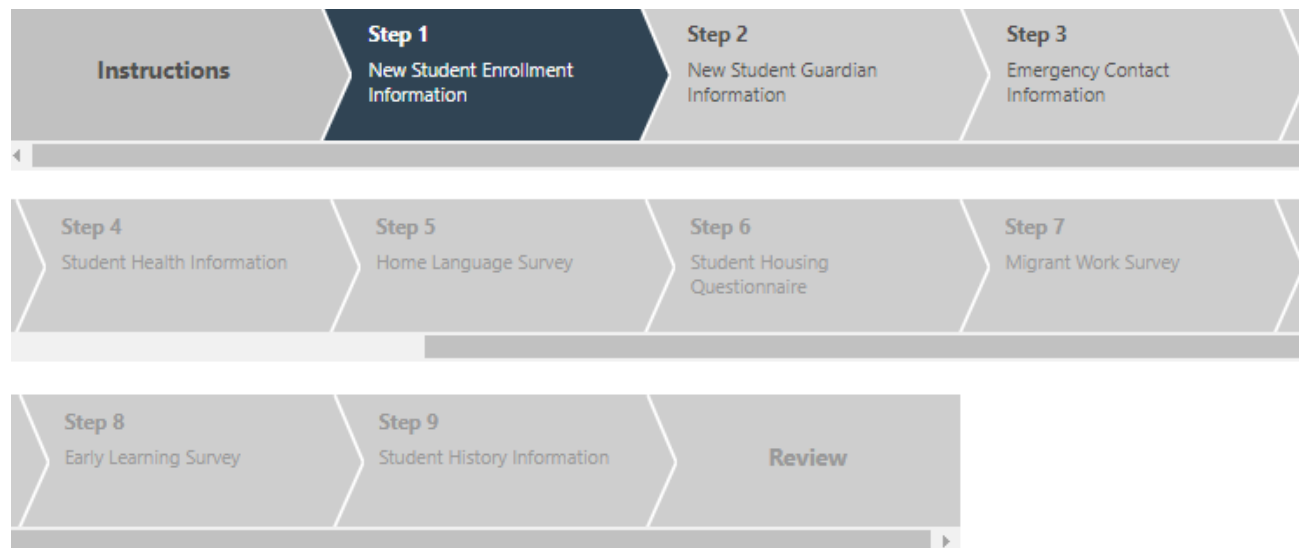 Instructions
Step 1
New Student Enrollment
Information
Step 2
New Student Guardian
Information
Step 3
Emergency Contact
Information
Step 4
Student Health Information
Step 5
Home Language Survey
Step 6
Student Housing
Questionnaire
Step 7
Migrant Work Survey
Step 8
Early Learning Survey
Step 9
Student History Information
Review